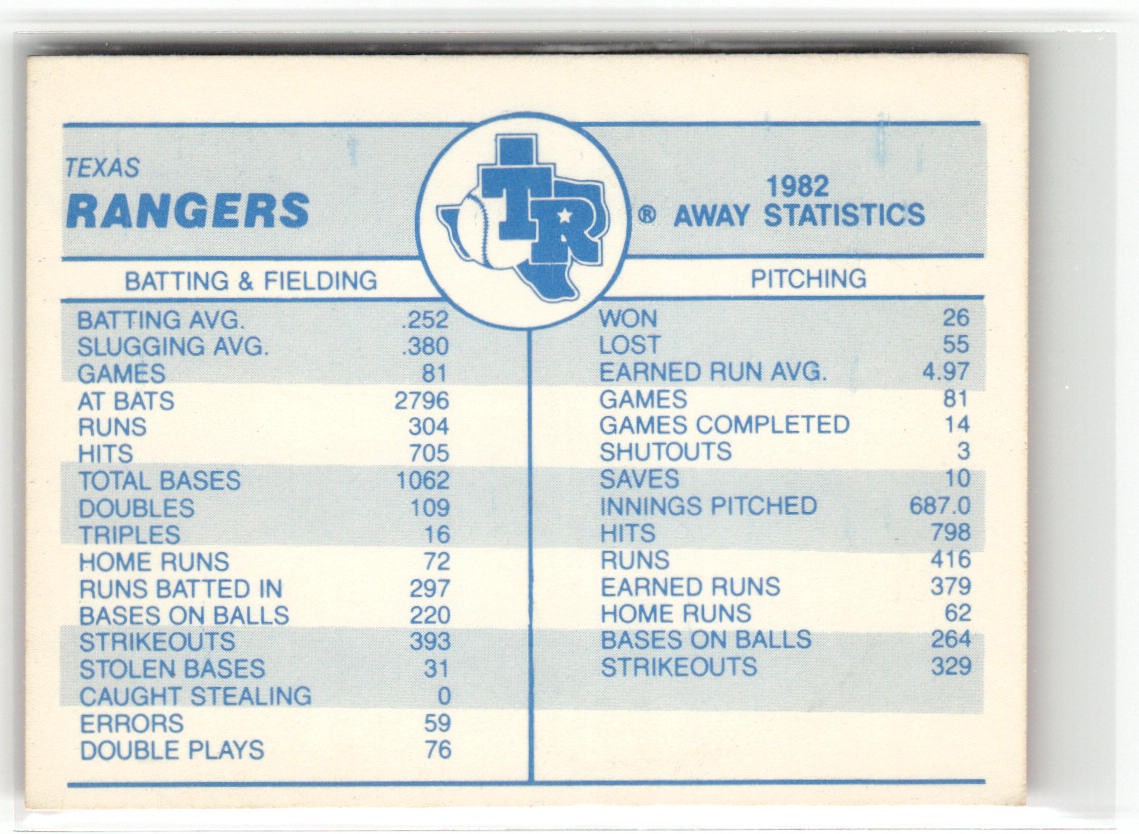 TEXAS
RANGERS
TR
®
1982
AWAY STATISTICS
BATTING & FIELDING
BATTING AVG. .252
SLUGGING AVG. .380
GAMES 81
AT BATS 2796
RUNS 304
HITS 705
TOTAL BASES 1062
DOUBLES 109
TRIPLES 16
HOME RUNS 72
RUNS BATTED IN 297
BASES ON BALLS 220
STRIKEOUTS 393
STOLEN BASES 31
CAUGHT STEALING 0
ERRORS 59
DOUBLE PLAYS 76
PITCHING
WON 26
LOST 55
EARNED RUN AVG. 4.97
GAMES 81
GAMES COMPLETED 14
SHUTOUTS 3
SAVES 10
INNINGS PITCHED 687.0
HITS 798
RUNS 416
EARNED RUNS 379
HOME RUNS 62
BASES ON BALLS 264
STRIKEOUTS 329